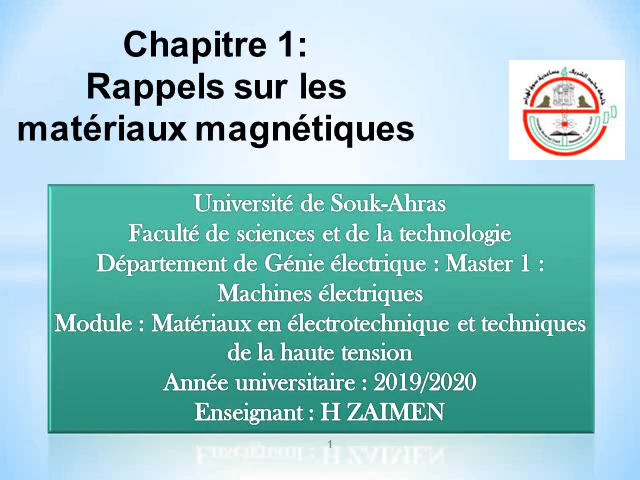 Chapitre 1:
Rappels sur les
matériaux magnétiques
Université de Souk-Ahras
Faculté de sciences et de la technologie
Département de Génie électrique : Master 1 :
Machines électriques
Module : Matériaux en électrotechnique et techniques
de la haute tension
Année universitaire : 2019/2020
Enseignant : H ZAIMEN
1